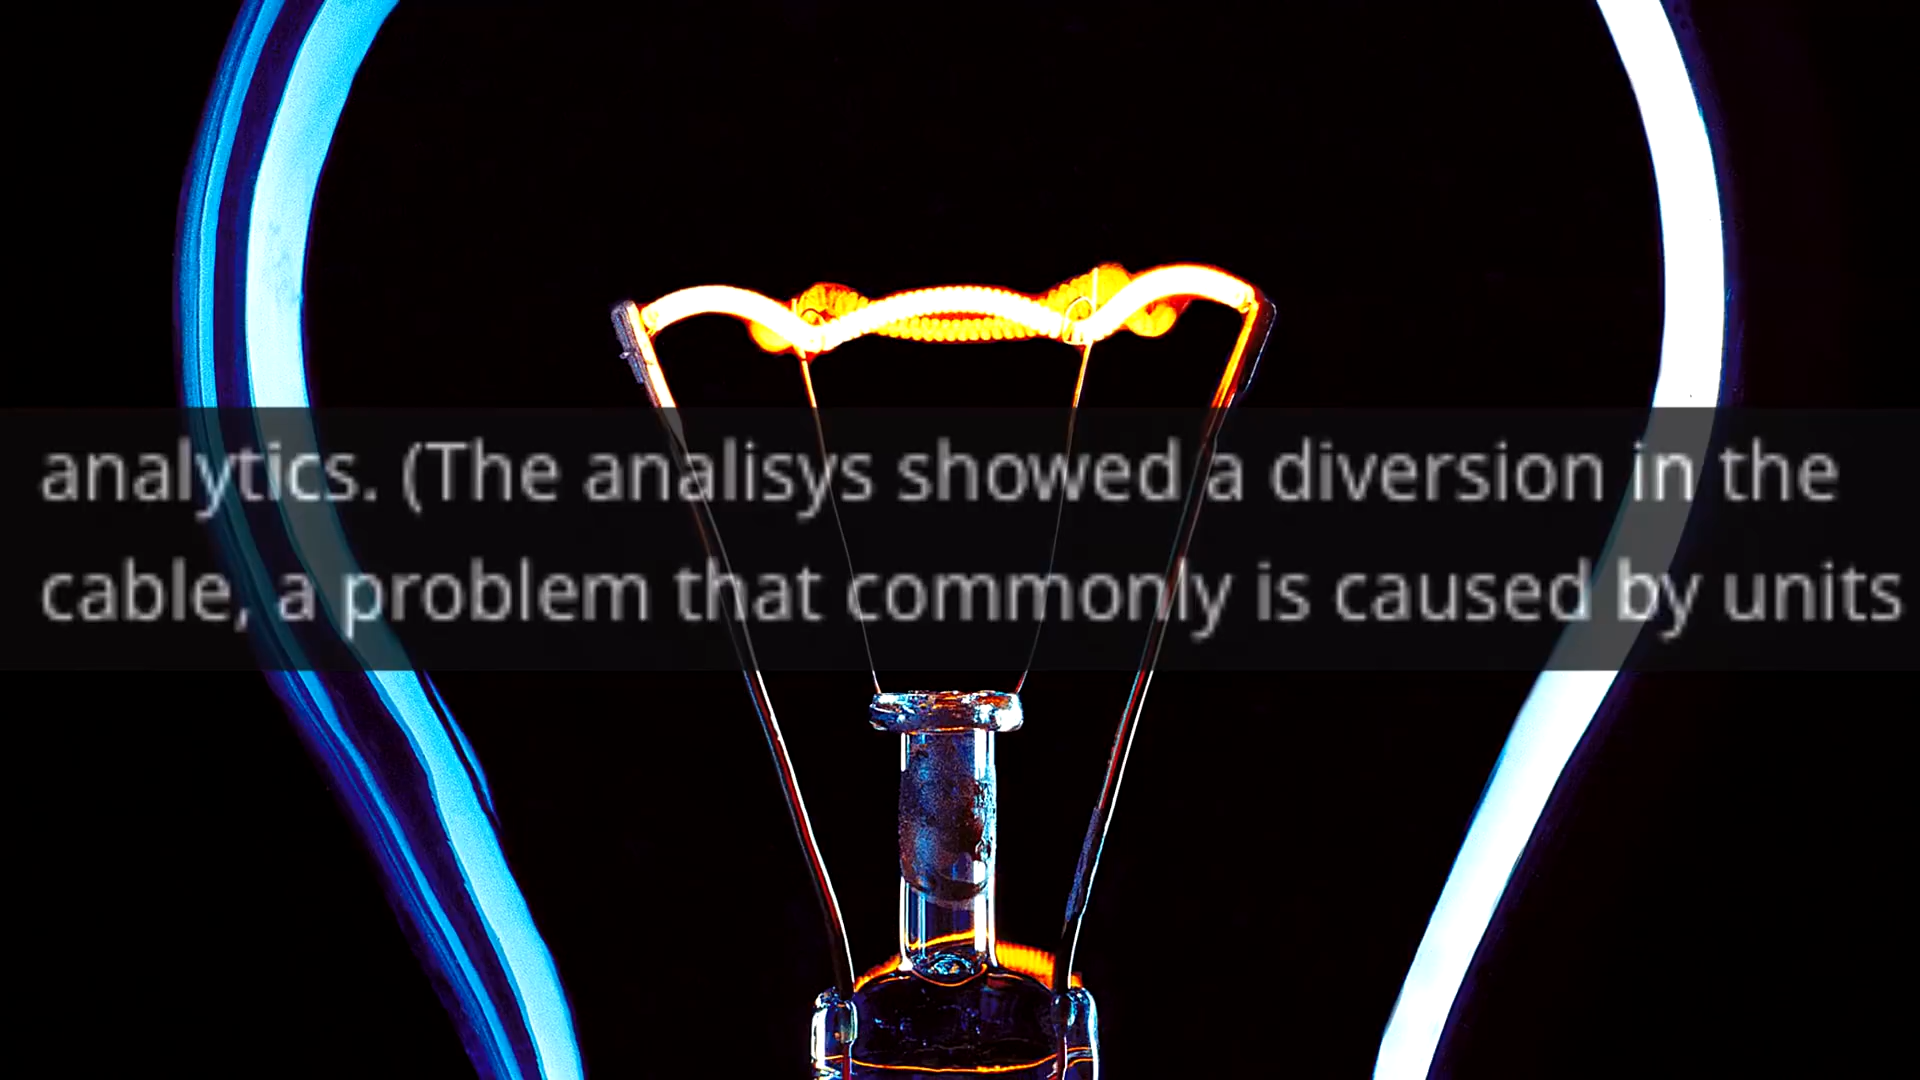 analytics. (The analisys showed a diversion in the
cable, a problem that commonly is caused by units